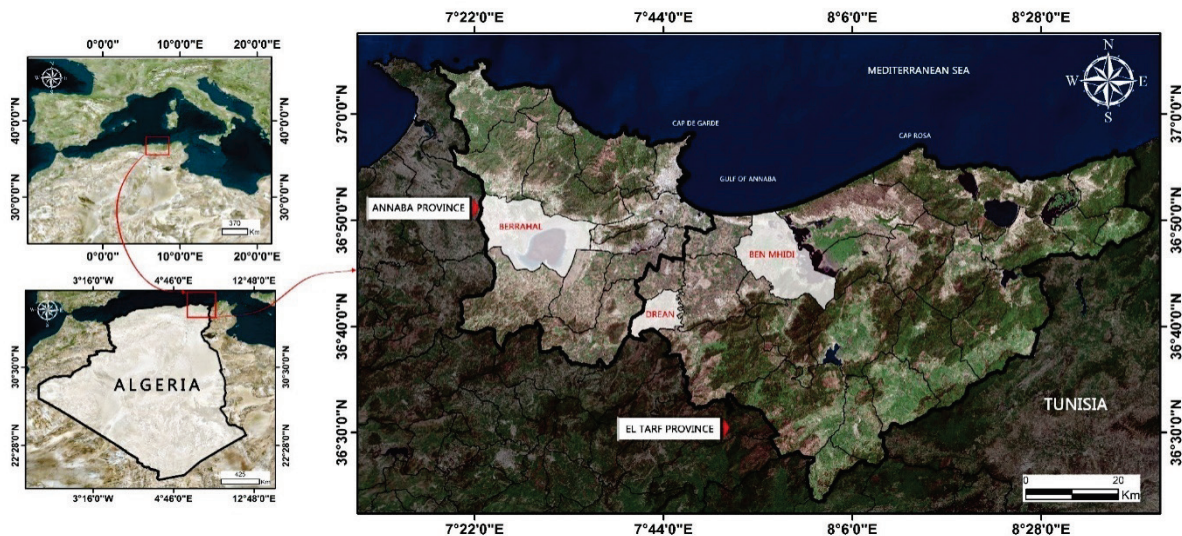 0°0'0" 10°0'0"E 20°0'0"E
N
W E
40°0'0"N
30°0'0"N
40°0'0"N
30°0'0"N
370
Km
0°0'0" 10°0'0"E 20°0'0"E
3°16'0"W 4°46'0"E 12°48'0"E
W E
30°30'0"N
22°28'0"N
30°30'0"N
22°28'0"N
ALGERIA
425
Km
3°16'0"W 4°46'0"E 12°48'0"E
7°22'0"E 7°44'0"E 8°6'0"E 8°28'0"E
37°0'0"N
36°50'0"N
36°40'0"N
36°30'0"N
MEDITERRANEAN SEA
N
W E
S
CAP DE GARDE
CAP ROSA
GULF OF ANNABA
ANNABA PROVINCE
BERRAHAL
BEN MHIDI
DREAN
EL TARF PROVINCE
TUNISIA
0 20
Km
37°0'0"N
36°50'0"N
36°40'0"N
36°30'0"N
7°22'0"E 7°44'0"E 8°6'0"E 8°28'0"E